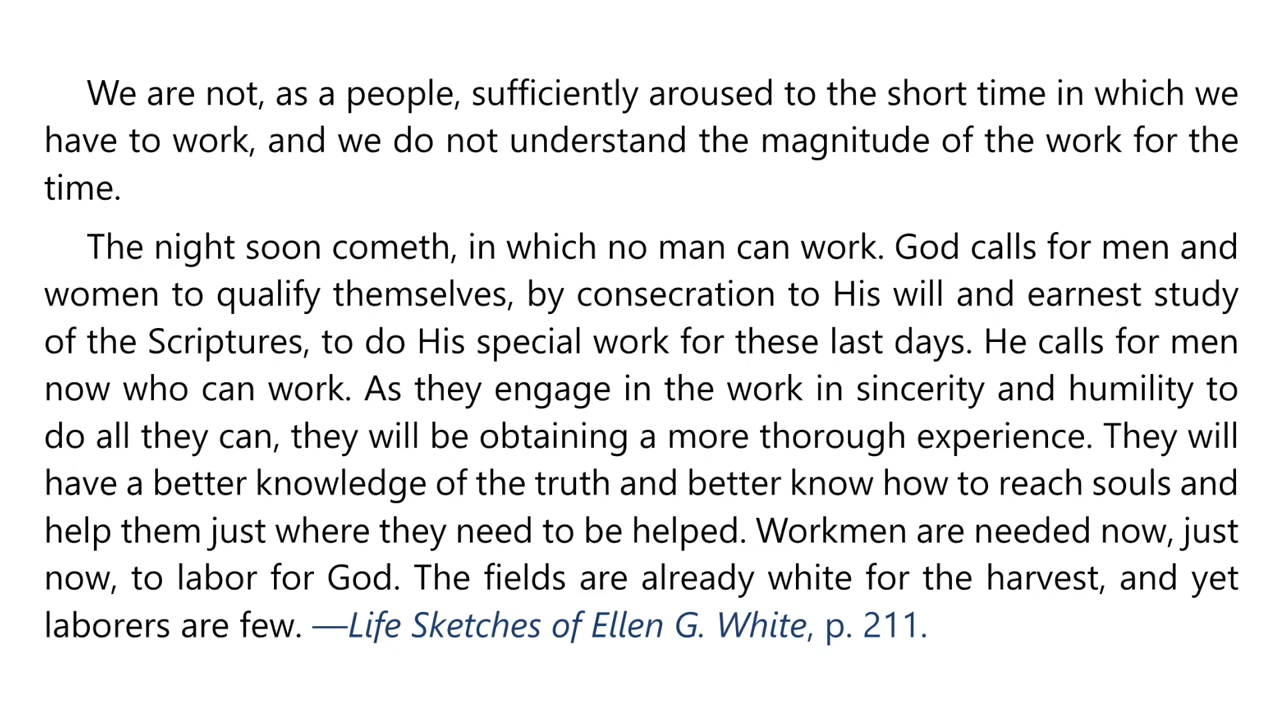 We are not, as a people, sufficiently aroused to the short time in which we
have to work, and we do not understand the magnitude of the work for the
time.
The night soon cometh, in which no man can work. God calls for men and
women to qualify themselves, by consecration to His will and earnest study
of the Scriptures, to do His special work for these last days. He calls for men
now who can work. As they engage in the work in sincerity and humility to
do all they can, they will be obtaining a more thorough experience. They will
have a better knowledge of the truth and better know how to reach souls and
help them just where they need to be helped. Workmen are needed now, just
now, to labor for God. The fields are already white for the harvest, and yet
laborers are few. —Life Sketches of Ellen G. White, p. 211.